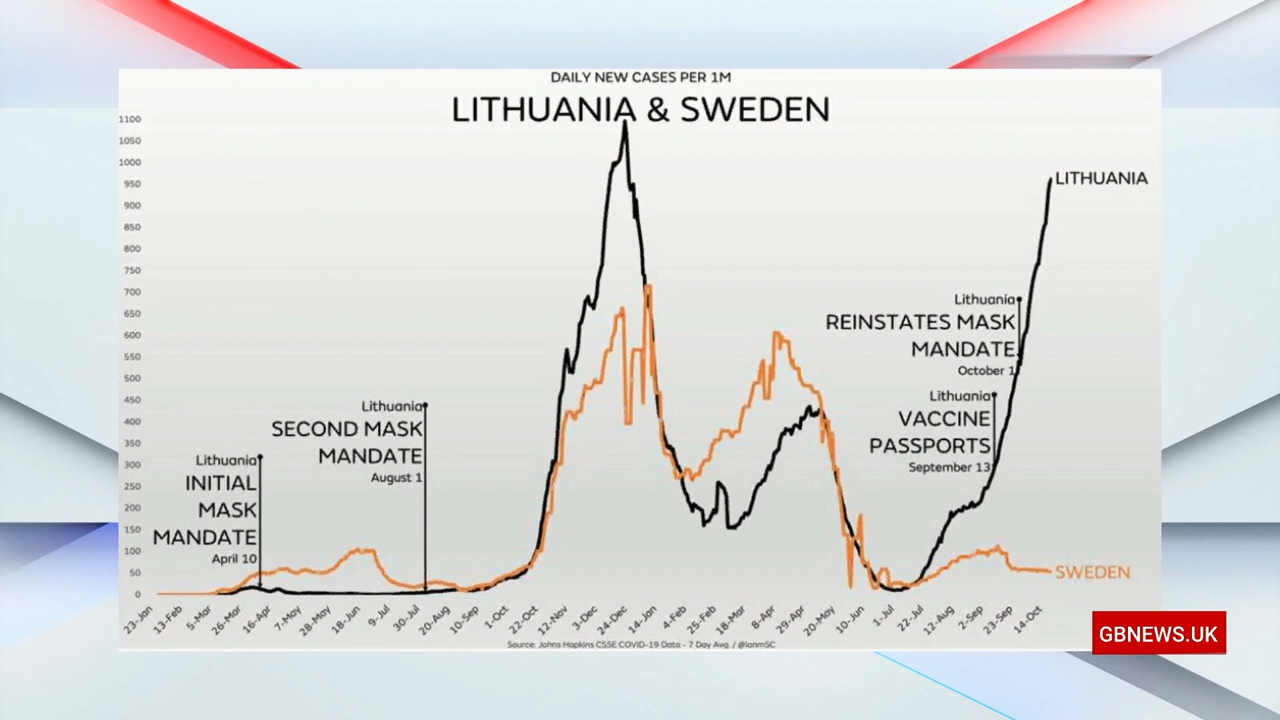 DAILY NEW CASES PER 1M
LITHUANIA & SWEDEN
1100
1050
1000
950
900
850
800
750
700
650
600
550
500
450
400
350
300
250
200
150
100
50
0
LITHUANIA
Lithuania
REINSTATES MASK
MANDATE
October 1
Lithuania
VACCINE
PASSPORTS
September 13
Lithuania
SECOND MASK
MANDATE
August 1
Lithuania
INITIAL
MASK
MANDATE
April 10
SWEDEN
23-Jan
13-Feb
5-Mar
26-Mar
16-Apr
7-May
28-May
18-Jun
9-Jul
30-Jul
20-Aug
10-Sep
1-Oct
22-Oct
12-Nov
3-Dec
24-Dec
14-Jan
4-Feb
25-Feb
18-Mar
8-Apr
29-Apr
20-May
10-Jun
1-Jul
22-Jul
12-Aug
2-Sep
23-Sep
14-Oct
Source: Johns Hopkins CSSE COVID-19 Data - 7 Day Avg. / @ianmSC
GBNEWS.UK